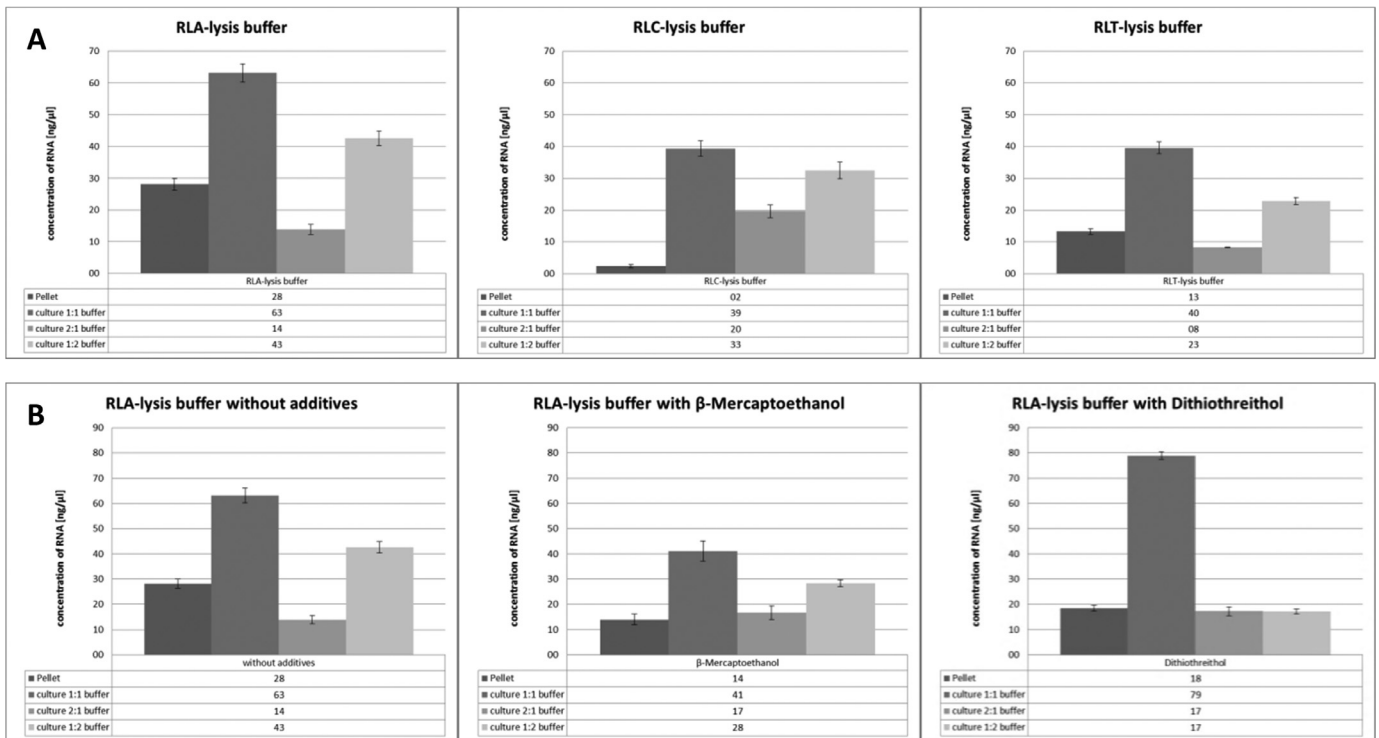 A
RLA-lysis buffer
concentration of RNA [ng/µl]
70
60
50
40
30
20
10
00
RLA-lysis buffer
Pellet 28
culture 1:1 buffer 63
culture 2:1 buffer 14
culture 1:2 buffer 43
RLC-lysis buffer
concentration of RNA [ng/µl]
70
60
50
40
30
20
10
00
RLC-lysis buffer
Pellet 02
culture 1:1 buffer 39
culture 2:1 buffer 20
culture 1:2 buffer 33
RLT-lysis buffer
concentration of RNA [ng/µl]
70
60
50
40
30
20
10
00
RLT-lysis buffer
Pellet 13
culture 1:1 buffer 40
culture 2:1 buffer 08
culture 1:2 buffer 23
B
RLA-lysis buffer without additives
concentration of RNA [ng/µl]
90
80
70
60
50
40
30
20
10
00
without additives
Pellet 28
culture 1:1 buffer 63
culture 2:1 buffer 14
culture 1:2 buffer 43
RLA-lysis buffer with β-Mercaptoethanol
concentration of RNA [ng/µl]
90
80
70
60
50
40
30
20
10
00
β-Mercaptoethanol
Pellet 14
culture 1:1 buffer 41
culture 2:1 buffer 17
culture 1:2 buffer 28
RLA-lysis buffer with Dithiothreithol
concentration of RNA [ng/µl]
90
80
70
60
50
40
30
20
10
00
Dithiothreithol
Pellet 18
culture 1:1 buffer 79
culture 2:1 buffer 17
culture 1:2 buffer 17